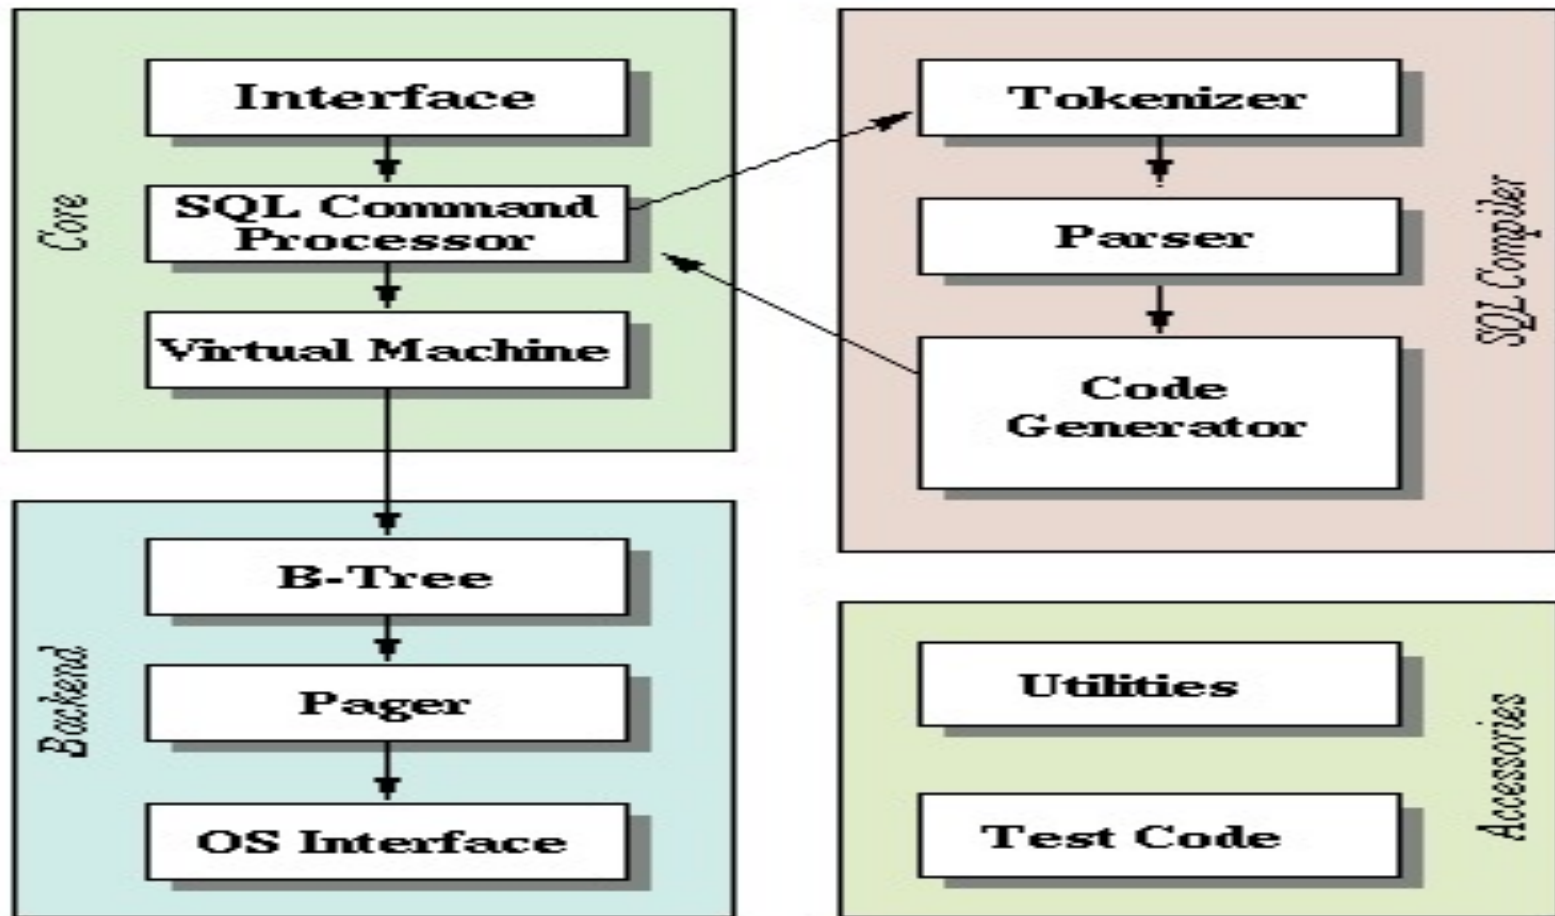 Core
Interface
SQL Command
Processor
Virtual Machine
SQL Compiler
Tokenizer
Parser
Code
Generator
Backend
B-Tree
Pager
OS Interface
Accessories
Utilities
Test Code